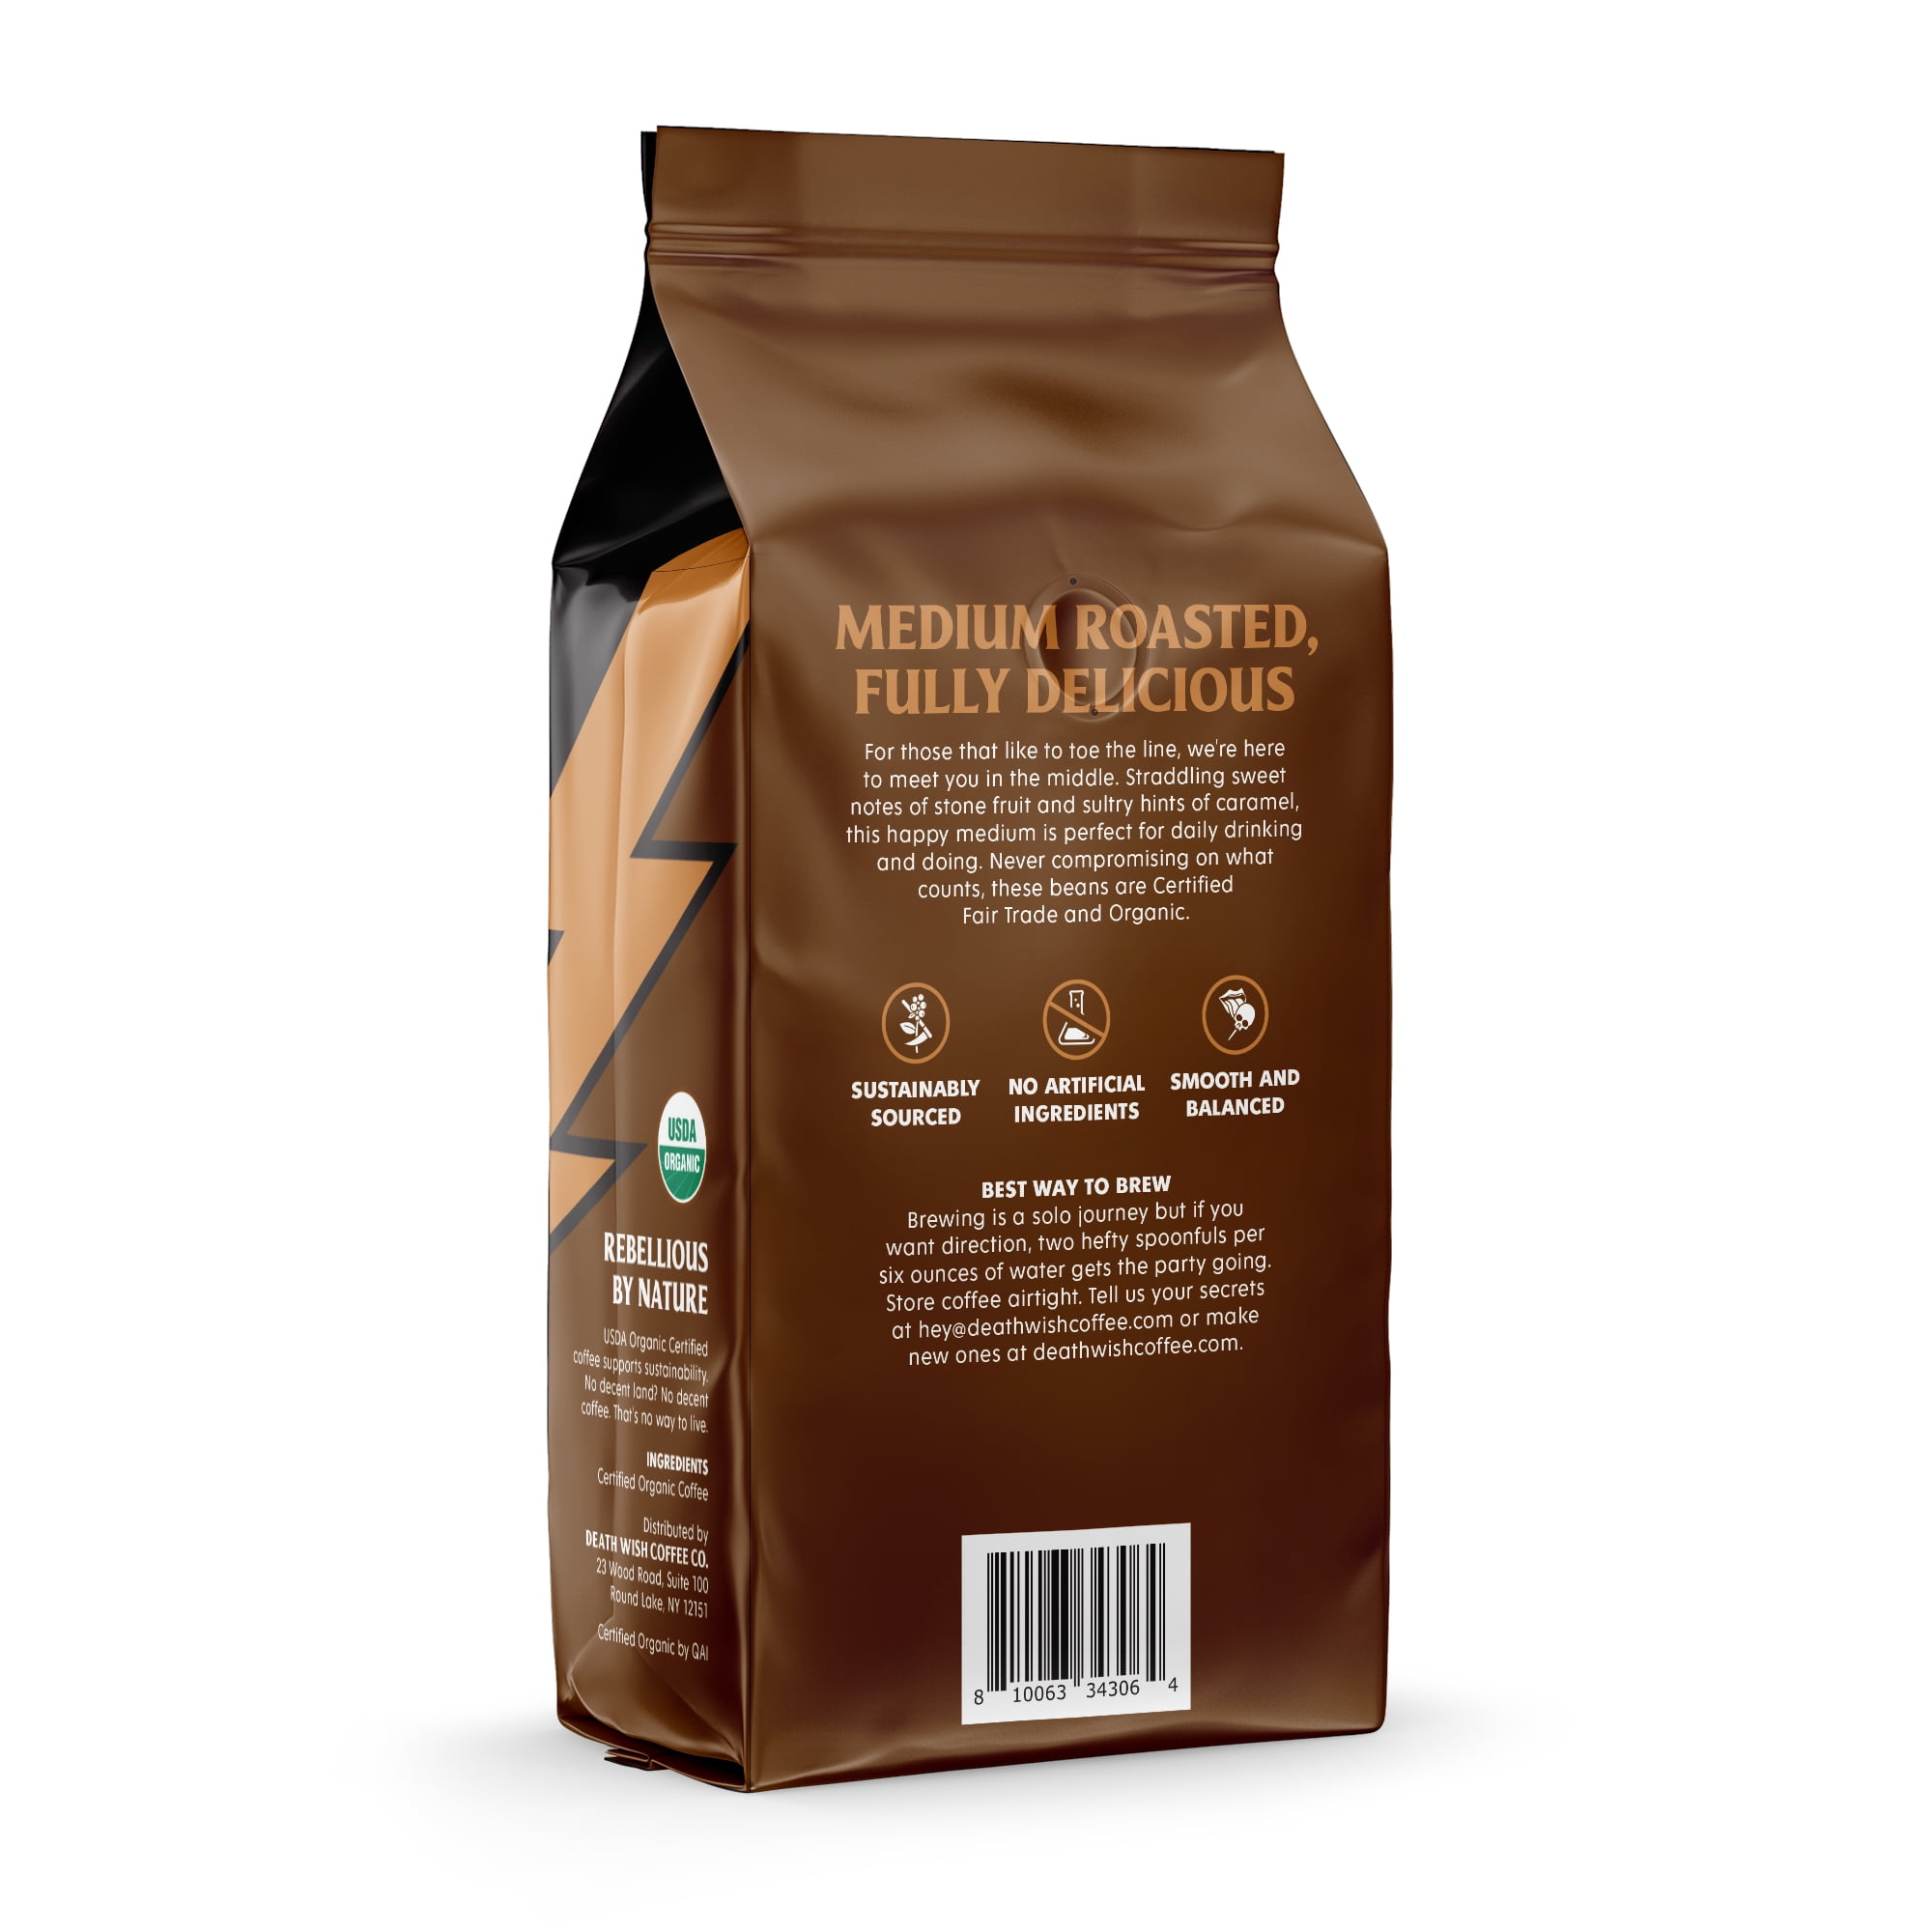 MEDIUM ROASTED,
FULLY DELICIOUS
For those that like to toe the line, we're here
to meet you in the middle. Straddling sweet
notes of stone fruit and sultry hints of caramel,
this happy medium is perfect for daily drinking
and doing. Never compromising on what
counts, these beans are Certified
Fair Trade and Organic.
SUSTAINABLY
SOURCED
NO ARTIFICIAL
INGREDIENTS
SMOOTH AND
BALANCED
BEST WAY TO BREW
Brewing is a solo journey but if you
want direction, two hefty spoonfuls per
six ounces of water gets the party going.
Store coffee airtight. Tell us your secrets
at hey@deathwishcoffee.com or make
new ones at deathwishcoffee.com.
8 10063 34306 4
USDA
ORGANIC
REBELLIOUS
BY NATURE
USDA Organic Certified
coffee supports sustainability.
No decent land? No decent
coffee. That's no way to live.
INGREDIENTS
Certified Organic Coffee
Distributed by
DEATH WISH COFFEE CO.
23 Wood Road, Suite 100
Round Lake, NY 12151
Certified Organic by QAI